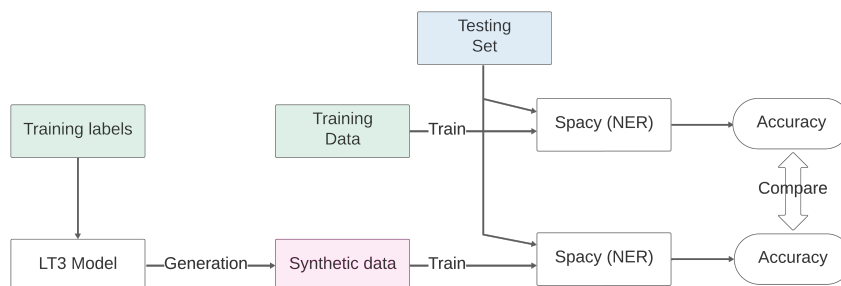 Testing
Set
Training labels
Training
Data
Train
Spacy (NER)
Accuracy
Compare
LT3 Model
Generation
Synthetic data
Train
Spacy (NER)
Accuracy